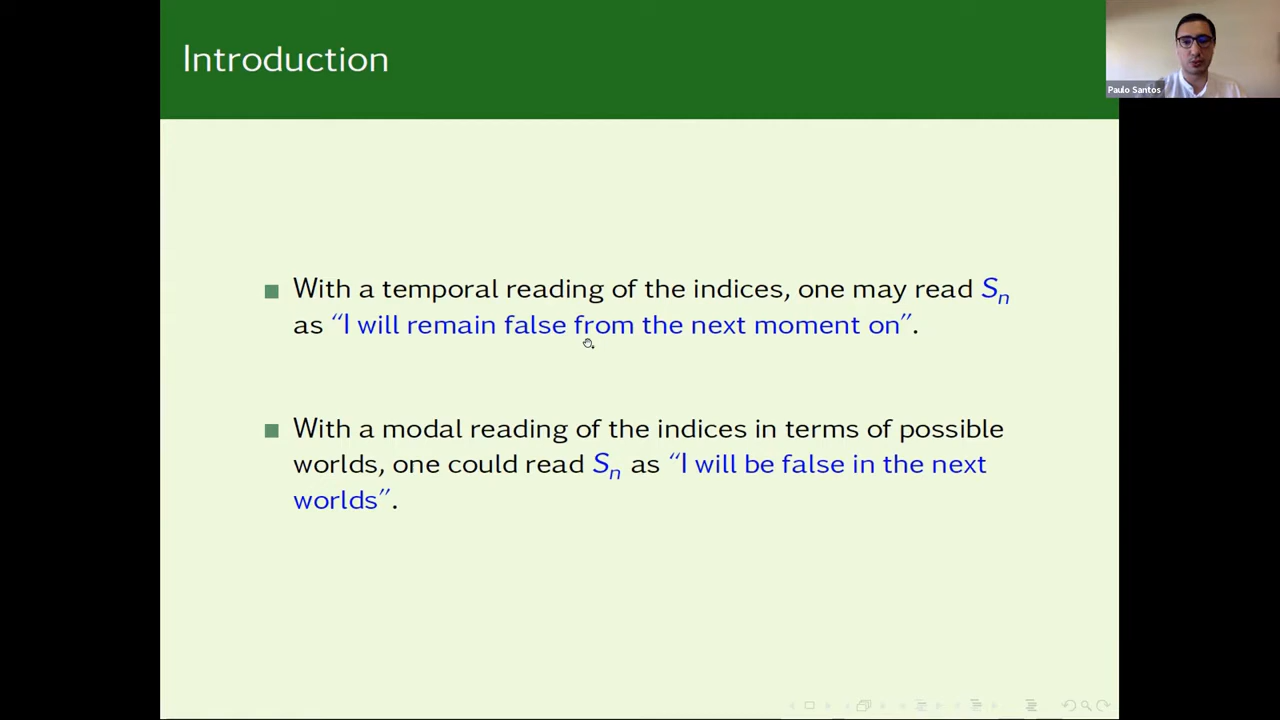 Introduction
Paulo Santos
With a temporal reading of the indices, one may read Sn
as “I will remain false from the next moment on”.
With a modal reading of the indices in terms of possible
worlds, one could read Sn as “I will be false in the next
worlds”.